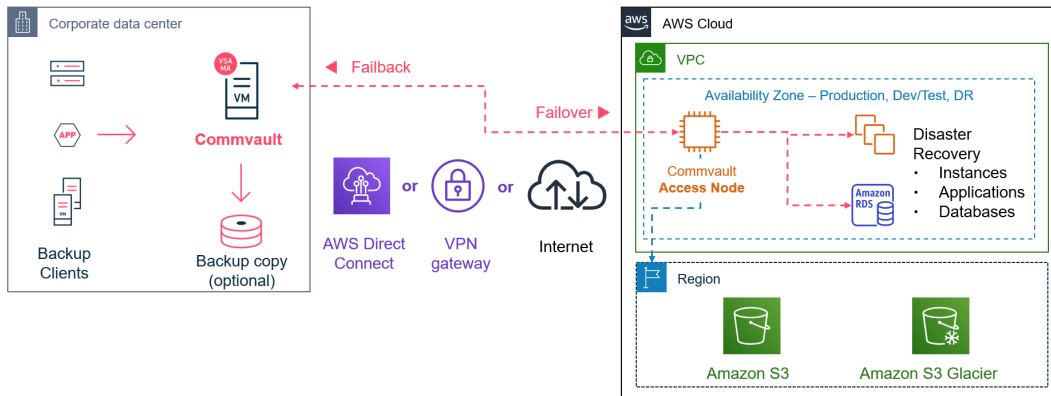 Corporate data center
APP
VM
Backup
Clients
VSA
MA
VM
Commvault
Backup copy
(optional)
Failback
Failover
AWS Direct
Connect
or
VPN
gateway
or
Internet
aws
AWS Cloud
VPC
Availability Zone – Production, Dev/Test, DR
Commvault
Access Node
Amazon
RDS
Disaster
Recovery
• Instances
• Applications
• Databases
Region
Amazon S3
Amazon S3 Glacier